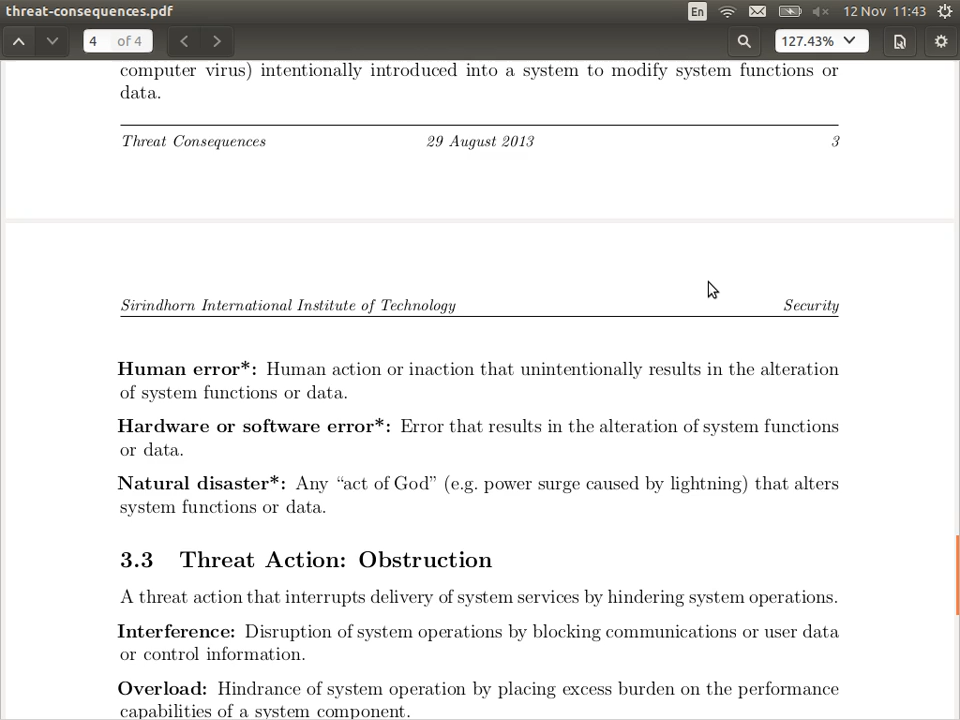 threat-consequences.pdf En 12 Nov 11:43
4 of 4 127.43%
computer virus) intentionally introduced into a system to modify system functions or
data.
Threat Consequences 29 August 2013 3
Sirindhorn International Institute of Technology Security
Human error*: Human action or inaction that unintentionally results in the alteration
of system functions or data.
Hardware or software error*: Error that results in the alteration of system functions
or data.
Natural disaster*: Any “act of God” (e.g. power surge caused by lightning) that alters
system functions or data.
3.3 Threat Action: Obstruction
A threat action that interrupts delivery of system services by hindering system operations.
Interference: Disruption of system operations by blocking communications or user data
or control information.
Overload: Hindrance of system operation by placing excess burden on the performance
capabilities of a system component.